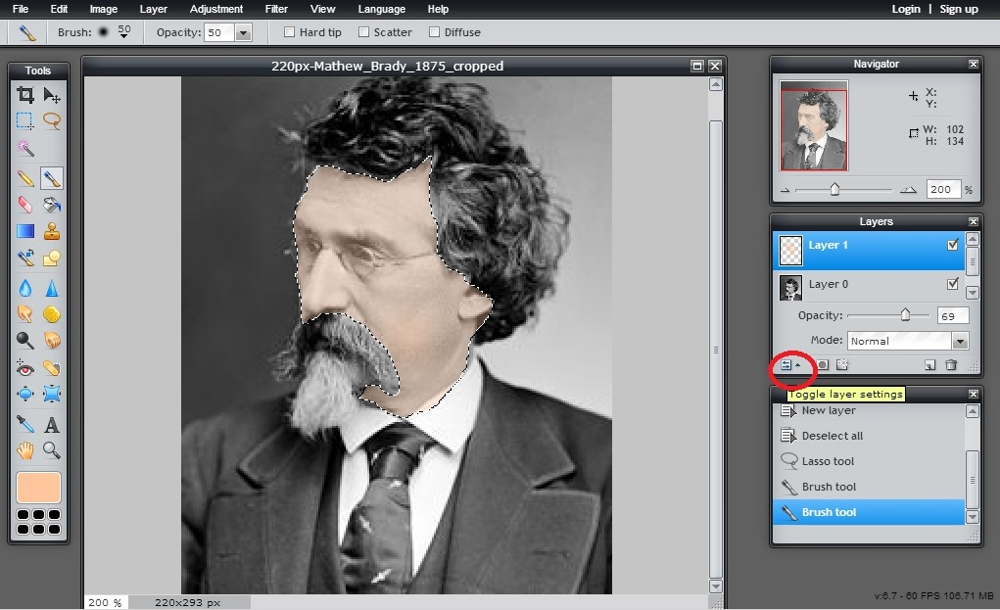 File Edit Image Layer Adjustment Filter View Language Help Login | Sign up
Brush: 50 Opacity: 50 Hard tip Scatter Diffuse
Tools
220px-Mathew_Brady_1875_cropped
200 % 220x293 px
Navigator
X:
Y:
W: 102
H: 134
200 %
Layers
Layer 1
Layer 0
Opacity: 69
Mode: Normal
Toggle layer settings
New layer
Deselect all
Lasso tool
Brush tool
Brush tool
v:6.7 - 60 FPS 106.71 MB